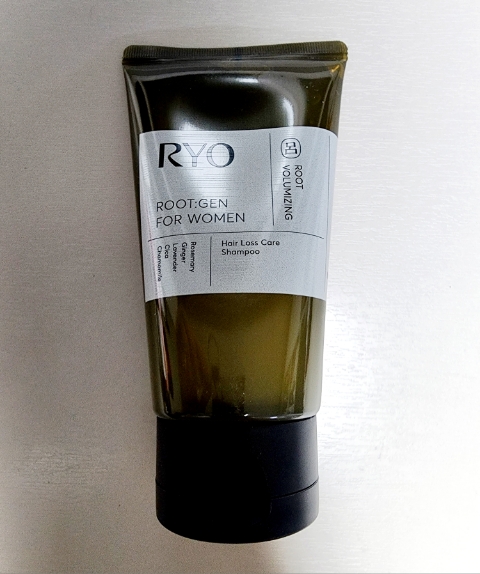 RYO
ROOT:GEN
FOR WOMEN
ROOT
VOLUMIZING
Rosemary
Ginger
Lavender
Cica
Chamomile
Hair Loss Care
Shampoo